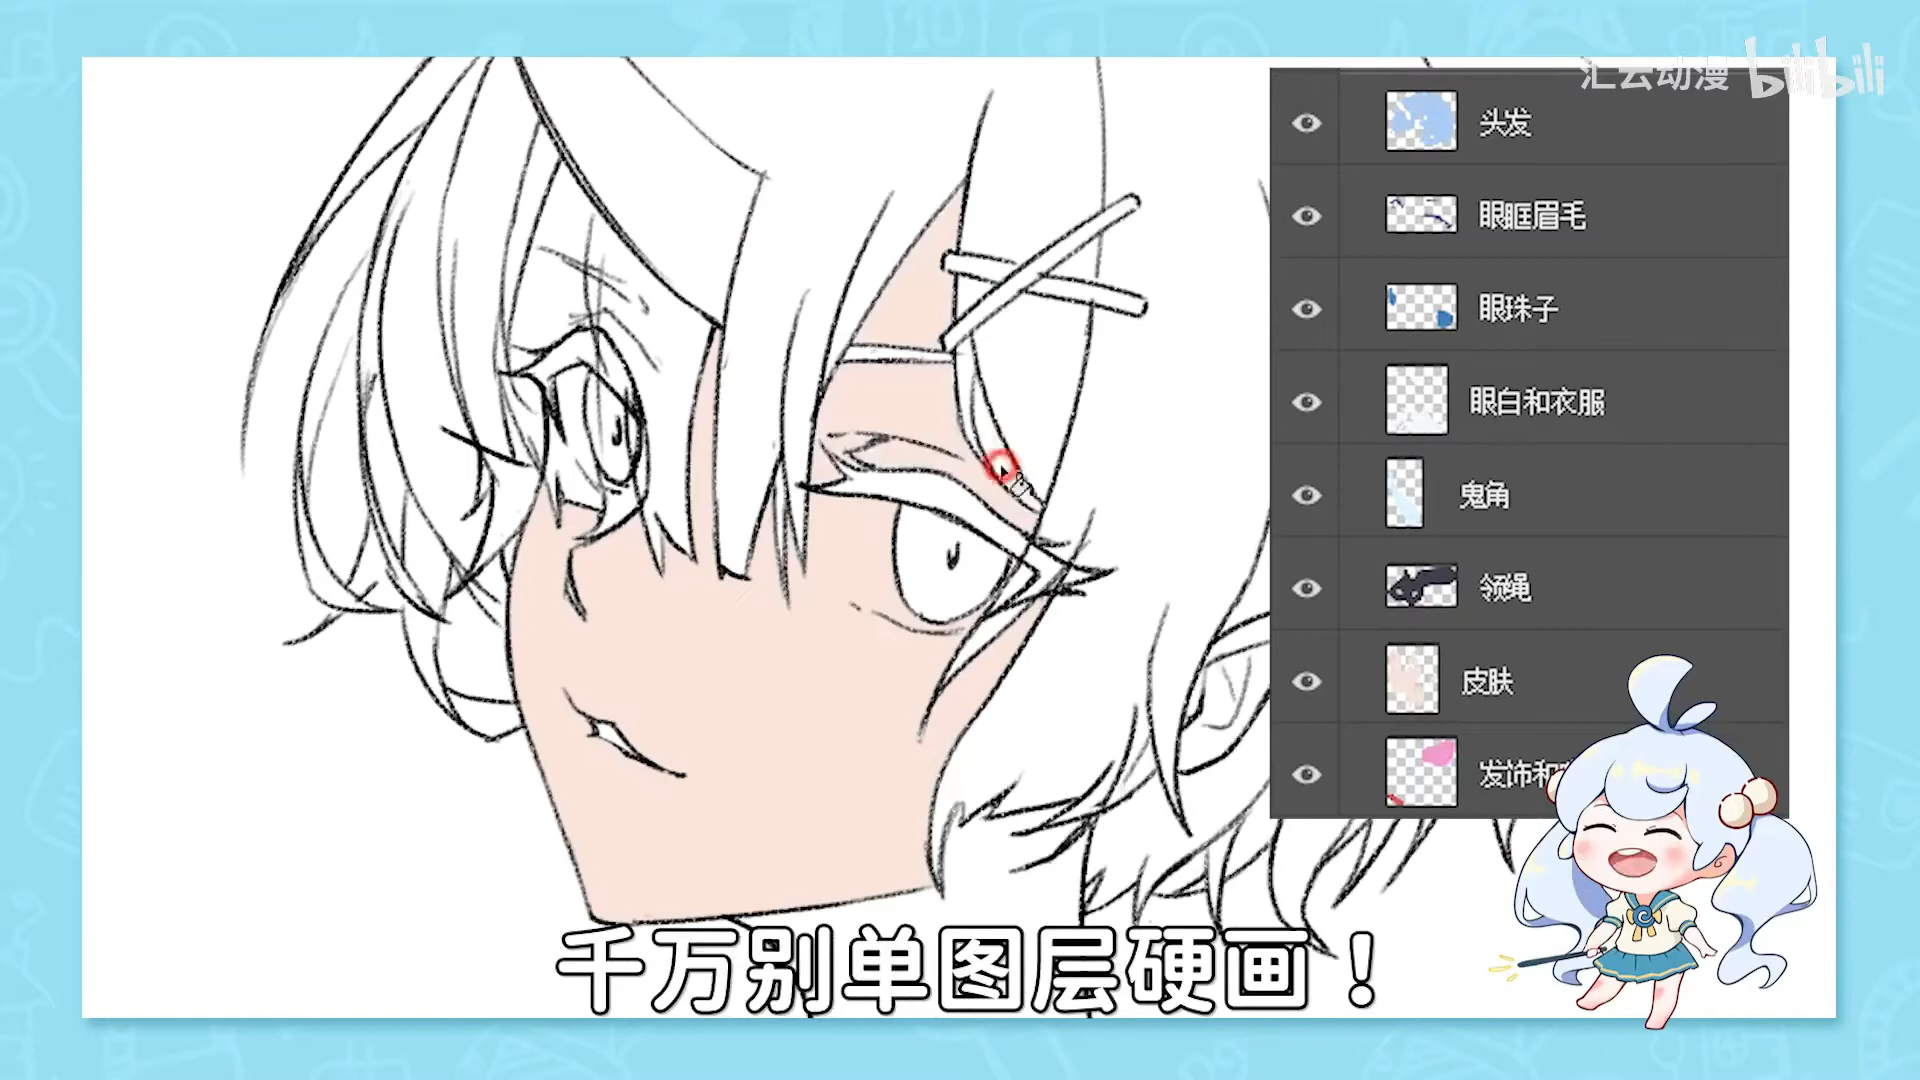 汇云动漫 bilibili
头发
眼眶眉毛
眼珠子
眼白和衣服
鬼角
领绳
皮肤
发饰和
千万别单图层硬画！